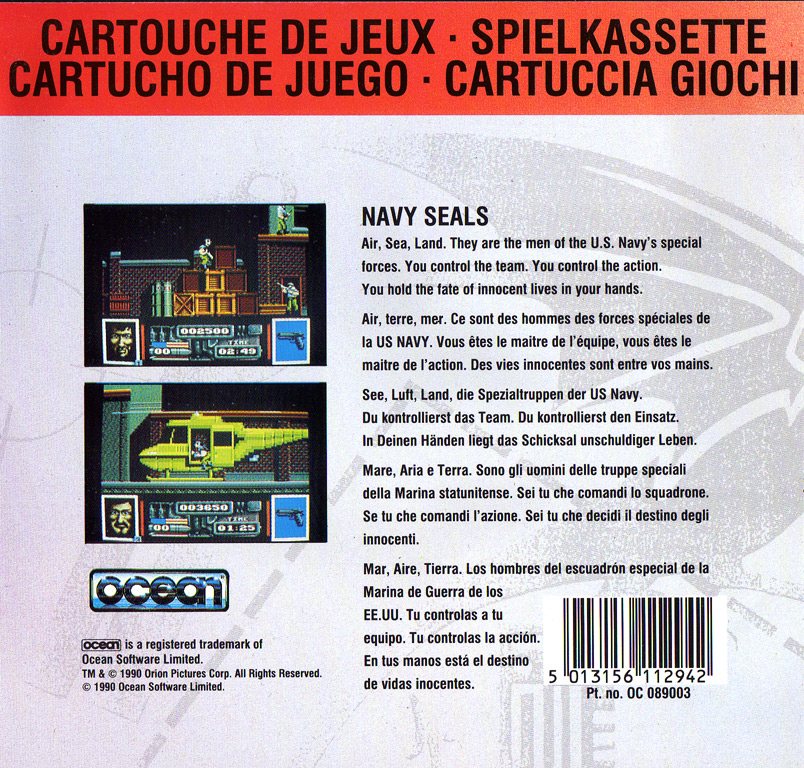 CARTOUCHE DE JEUX · SPIELKASSETTE
CARTUCHO DE JUEGO · CARTUCCIA GIOCHI
002500
TIME
00
02:49
003650
TIME
00
01:25
NAVY SEALS
Air, Sea, Land. They are the men of the U.S. Navy's special
forces. You control the team. You control the action.
You hold the fate of innocent lives in your hands.
Air, terre, mer. Ce sont des hommes des forces spéciales de
la US NAVY. Vous êtes le maitre de l'équipe, vous êtes le
maitre de l'action. Des vies innocentes sont entre vos mains.
See, Luft, Land, die Spezialtruppen der US Navy.
Du kontrollierst das Team. Du kontrollierst den Einsatz.
In Deinen Händen liegt das Schicksal unschuldiger Leben.
Mare, Aria e Terra. Sono gli uomini delle truppe speciali
della Marina statunitense. Sei tu che comandi lo squadrone.
Se tu che comandi l'azione. Sei tu che decidi il destino degli
innocenti.
Mar, Aire, Tierra. Los hombres del escuadrón especial de la
Marina de Guerra de los
EE.UU. Tu controlas a tu
equipo. Tu controlas la acción.
En tus manos está el destino
de vidas inocentes.
ocean
ocean is a registered trademark of
Ocean Software Limited.
TM & © 1990 Orion Pictures Corp. All Rights Reserved.
© 1990 Ocean Software Limited.
5 013156 112942
Pt. no. OC 089003